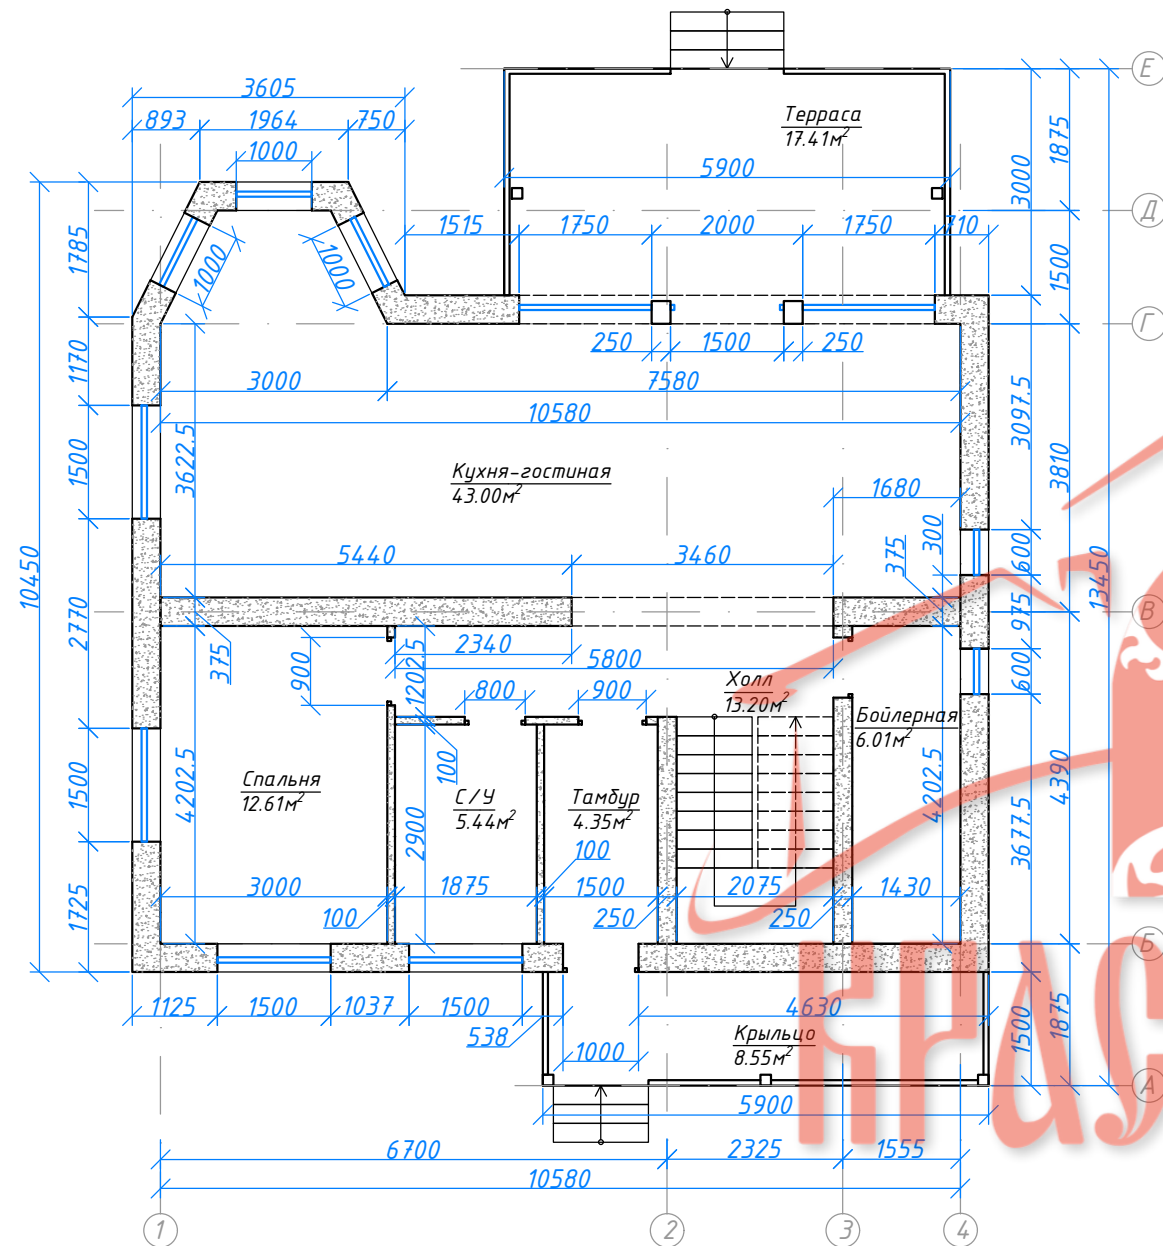 3605
893 1964 750
1000
Е
Терраса
17.41м²
5900
1875
3000
Д
1515 1750 2000 1750 710
1785
1000
1000
1500
Г
250 1500 250
1170
3000 7580
10580
3097.5
1500
3622.5
Кухня-гостиная
43.00м²
1680
3810
10450
5440 3460
375
300
600
13450
В
2770
375
900
2340
5800
1202.5
975
600
800 900
Холл
13.20м²
Бойлерная
6.01м²
100
Спальня
12.61м²
С/У
5.44м²
Тамбур
4.35м²
1500
4202.5
2900
4202.5
3677.5
4390
100
3000 1875 1500 2075 1430
100 250 250
1725
Б
1125 1500 1037 1500
538
4630
1000
Крыльцо
8.55м²
1500
1875
А
5900
6700 2325 1555
10580
1 2 3 4
КРАС